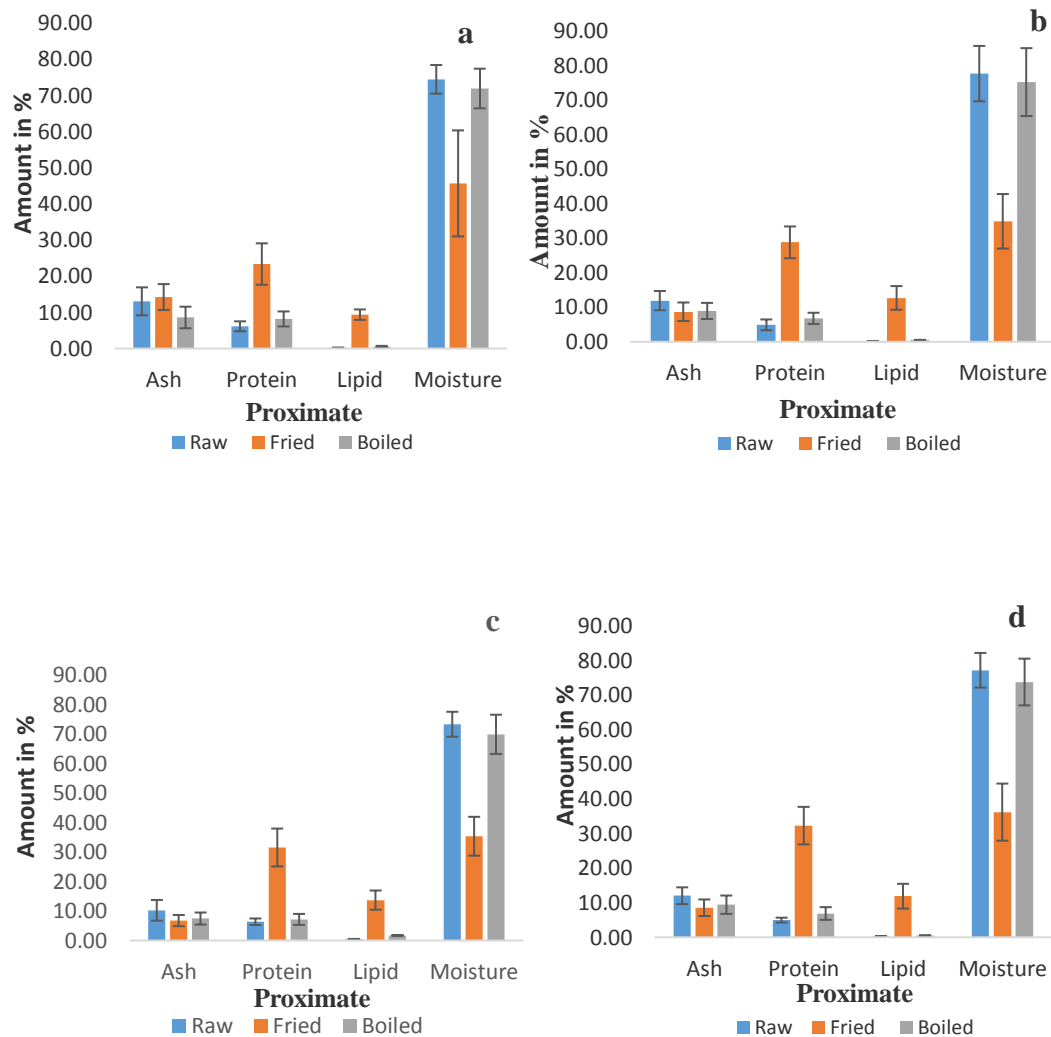 a
Amount in %
90.00
80.00
70.00
60.00
50.00
40.00
30.00
20.00
10.00
0.00
Ash Protein Lipid Moisture
Proximate
Raw Fried Boiled
b
Amount in %
90.00
80.00
70.00
60.00
50.00
40.00
30.00
20.00
10.00
0.00
Ash Protein Lipid Moisture
Proximate
Raw Fried Boiled
c
Amount in %
90.00
80.00
70.00
60.00
50.00
40.00
30.00
20.00
10.00
0.00
Ash Protein Lipid Moisture
Proximate
Raw Fried Boiled
d
Amount in %
90.00
80.00
70.00
60.00
50.00
40.00
30.00
20.00
10.00
0.00
Ash Protein Lipid Moisture
Proximate
Raw Fried Boiled